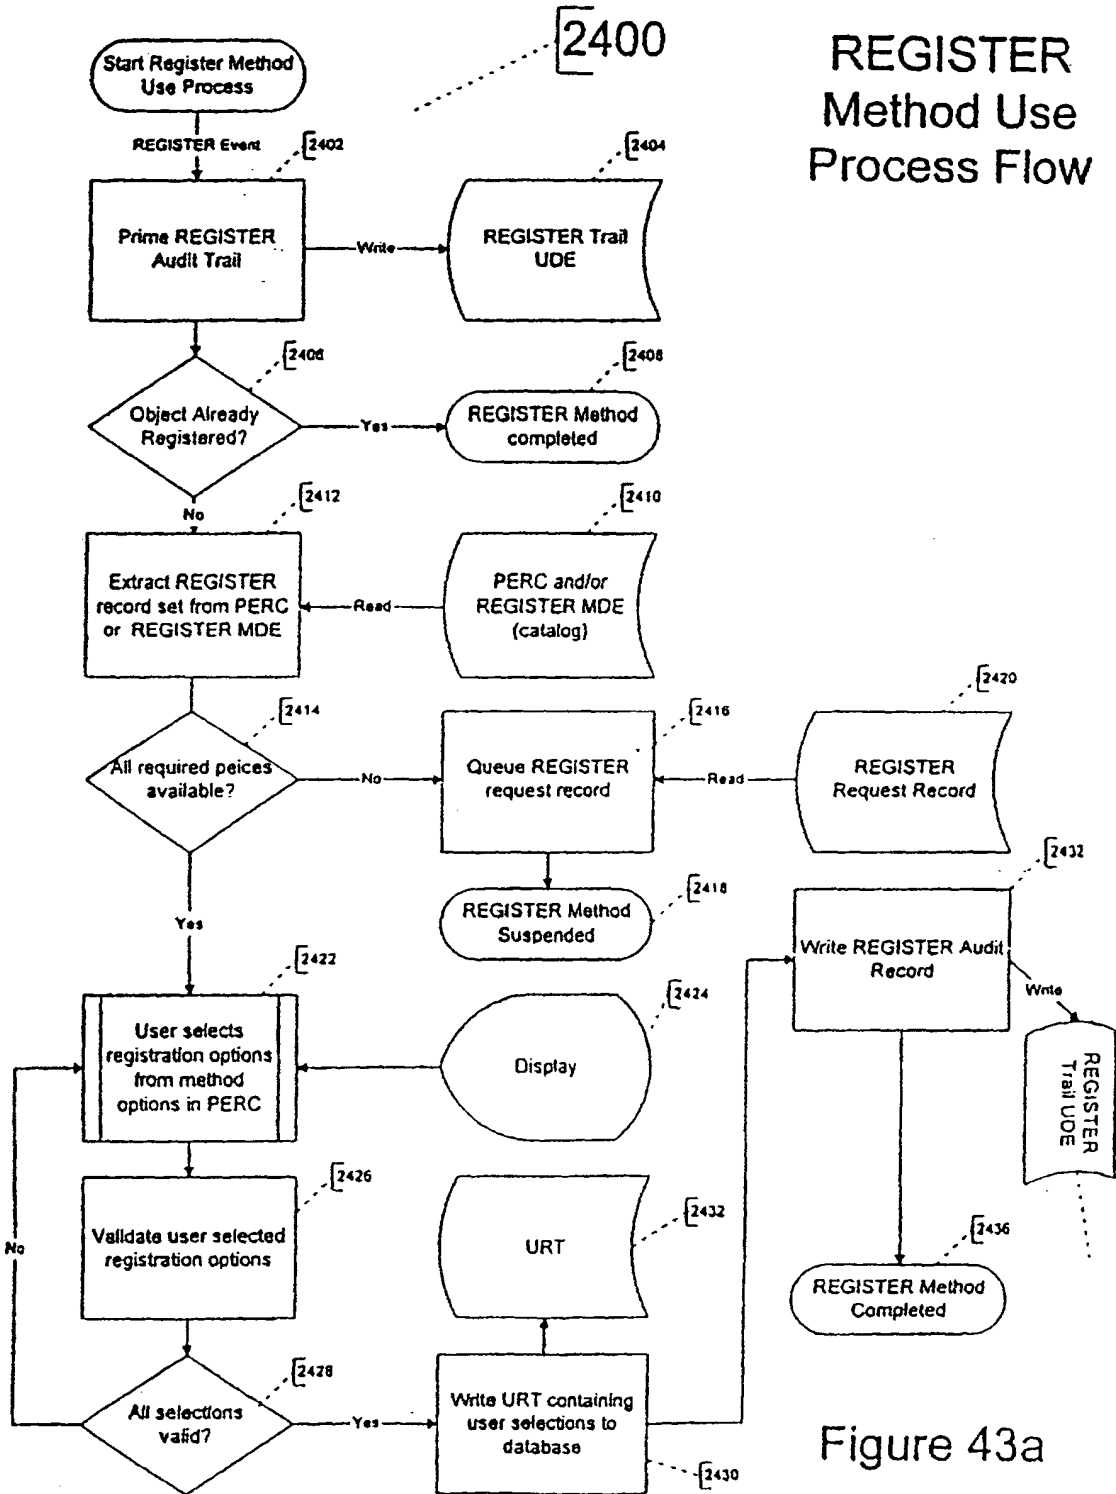 2400
REGISTER
Method Use
Process Flow
Start Register Method
Use Process
REGISTER Event
2402
2404
Prime REGISTER
Audit Trail
Write
REGISTER Trail
UDE
2406
2408
Object Already
Registered?
Yes
REGISTER Method
completed
No
2412
2410
Extract REGISTER
record set from PERC
or REGISTER MDE
Read
PERC and/or
REGISTER MDE
(catalog)
2414
2416
2420
All required peices
available?
No
Queue REGISTER
request record
Read
REGISTER
Request Record
2432
Yes
2418
REGISTER Method
Suspended
Write REGISTER Audit
Record
Write
2422
2424
User selects
registration options
from method
options in PERC
Display
REGISTER
Trail UDE
2426
2432
Validate user selected
registration options
No
URT
2436
REGISTER Method
Completed
2428
All selections
valid?
Yes
Write URT containing
user selections to
database
2430
Figure 43a